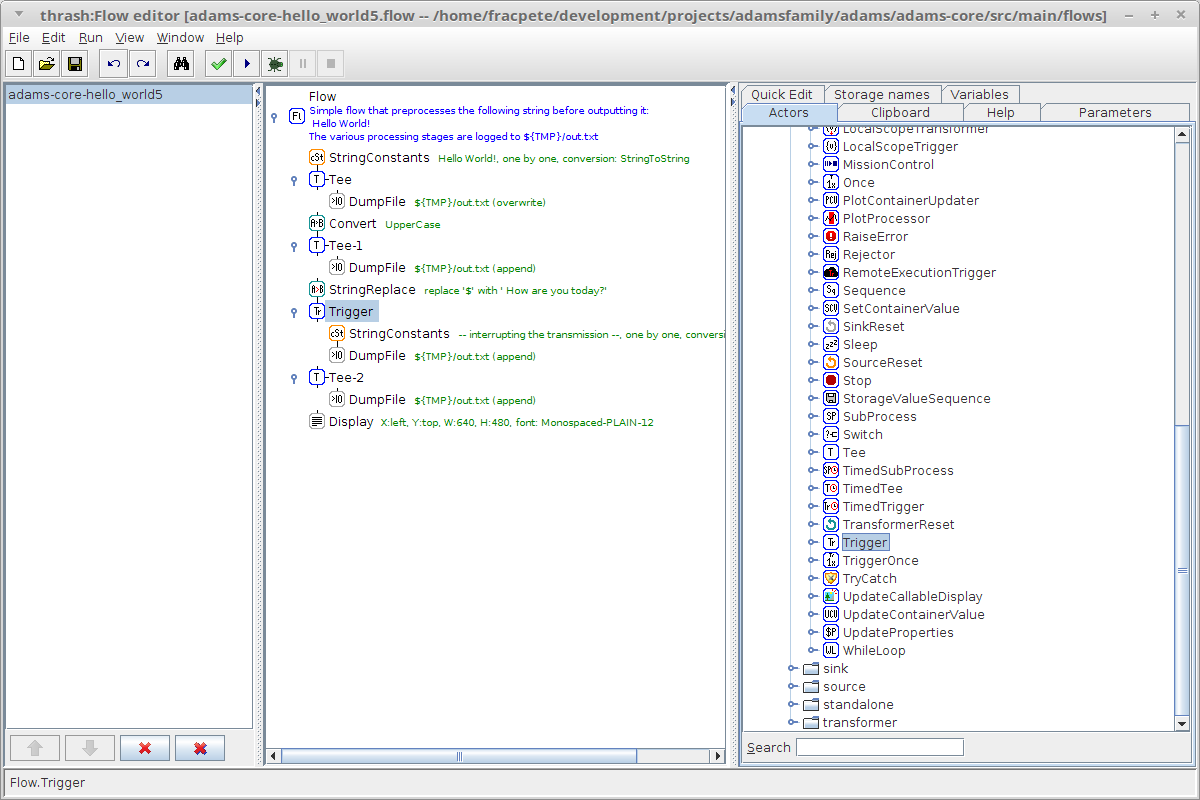 thrash:Flow editor [adams-core-hello_world5.flow -- /home/fracpete/development/projects/adamsfamily/adams/adams-core/src/main/flows]
File Edit Run View Window Help
adams-core-hello_world5
Flow
Simple flow that preprocesses the following string before outputting it:
Hello World!
The various processing stages are logged to ${TMP}/out.txt
StringConstants Hello World!, one by one, conversion: StringToString
Tee
DumpFile ${TMP}/out.txt (overwrite)
Convert UpperCase
Tee-1
DumpFile ${TMP}/out.txt (append)
StringReplace replace '$' with ' How are you today?'
Trigger
StringConstants -- interrupting the transmission --, one by one, conversi
DumpFile ${TMP}/out.txt (append)
Tee-2
DumpFile ${TMP}/out.txt (append)
Display X:left, Y:top, W:640, H:480, font: Monospaced-PLAIN-12
Quick Edit Storage names Variables
Actors Clipboard Help Parameters
LocalScopeTransformer
LocalScopeTrigger
MissionControl
Once
PlotContainerUpdater
PlotProcessor
RaiseError
Rejector
RemoteExecutionTrigger
Sequence
SetContainerValue
SinkReset
Sleep
SourceReset
Stop
StorageValueSequence
SubProcess
Switch
Tee
TimedSubProcess
TimedTee
TimedTrigger
TransformerReset
Trigger
TriggerOnce
TryCatch
UpdateCallableDisplay
UpdateContainerValue
UpdateProperties
WhileLoop
sink
source
standalone
transformer
Search
Flow.Trigger